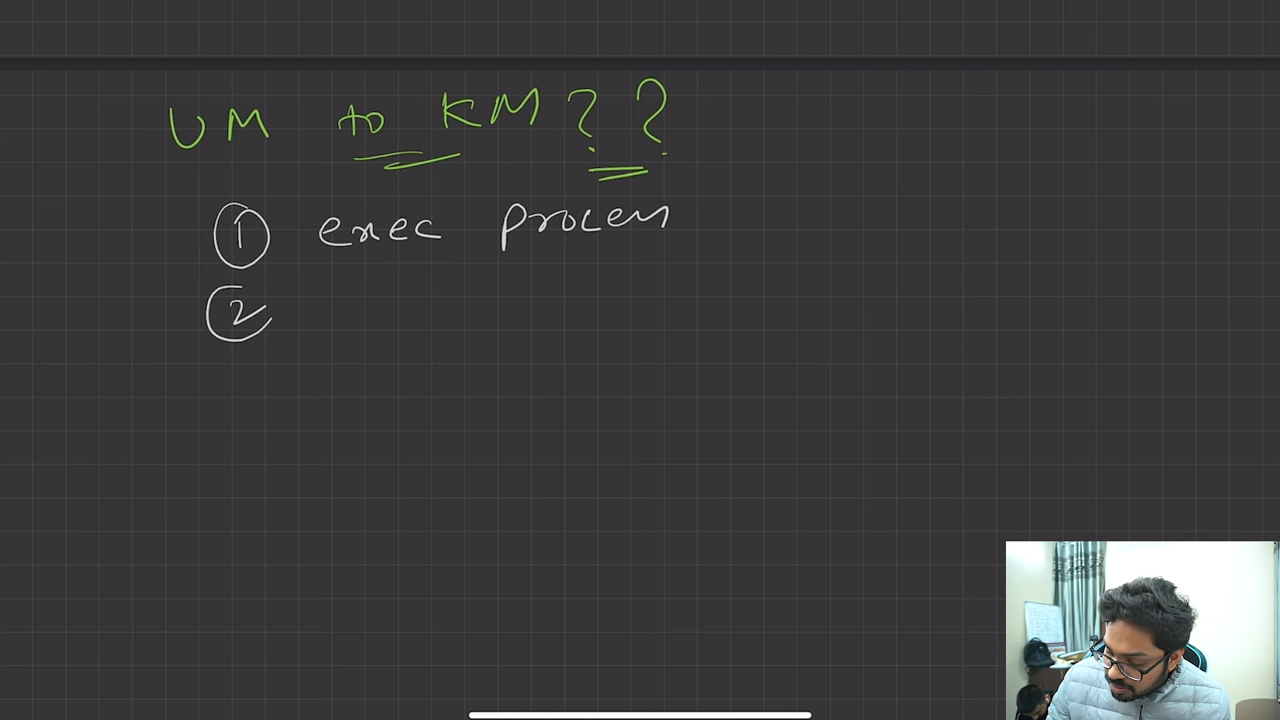 UM to KM??
① exec process
②